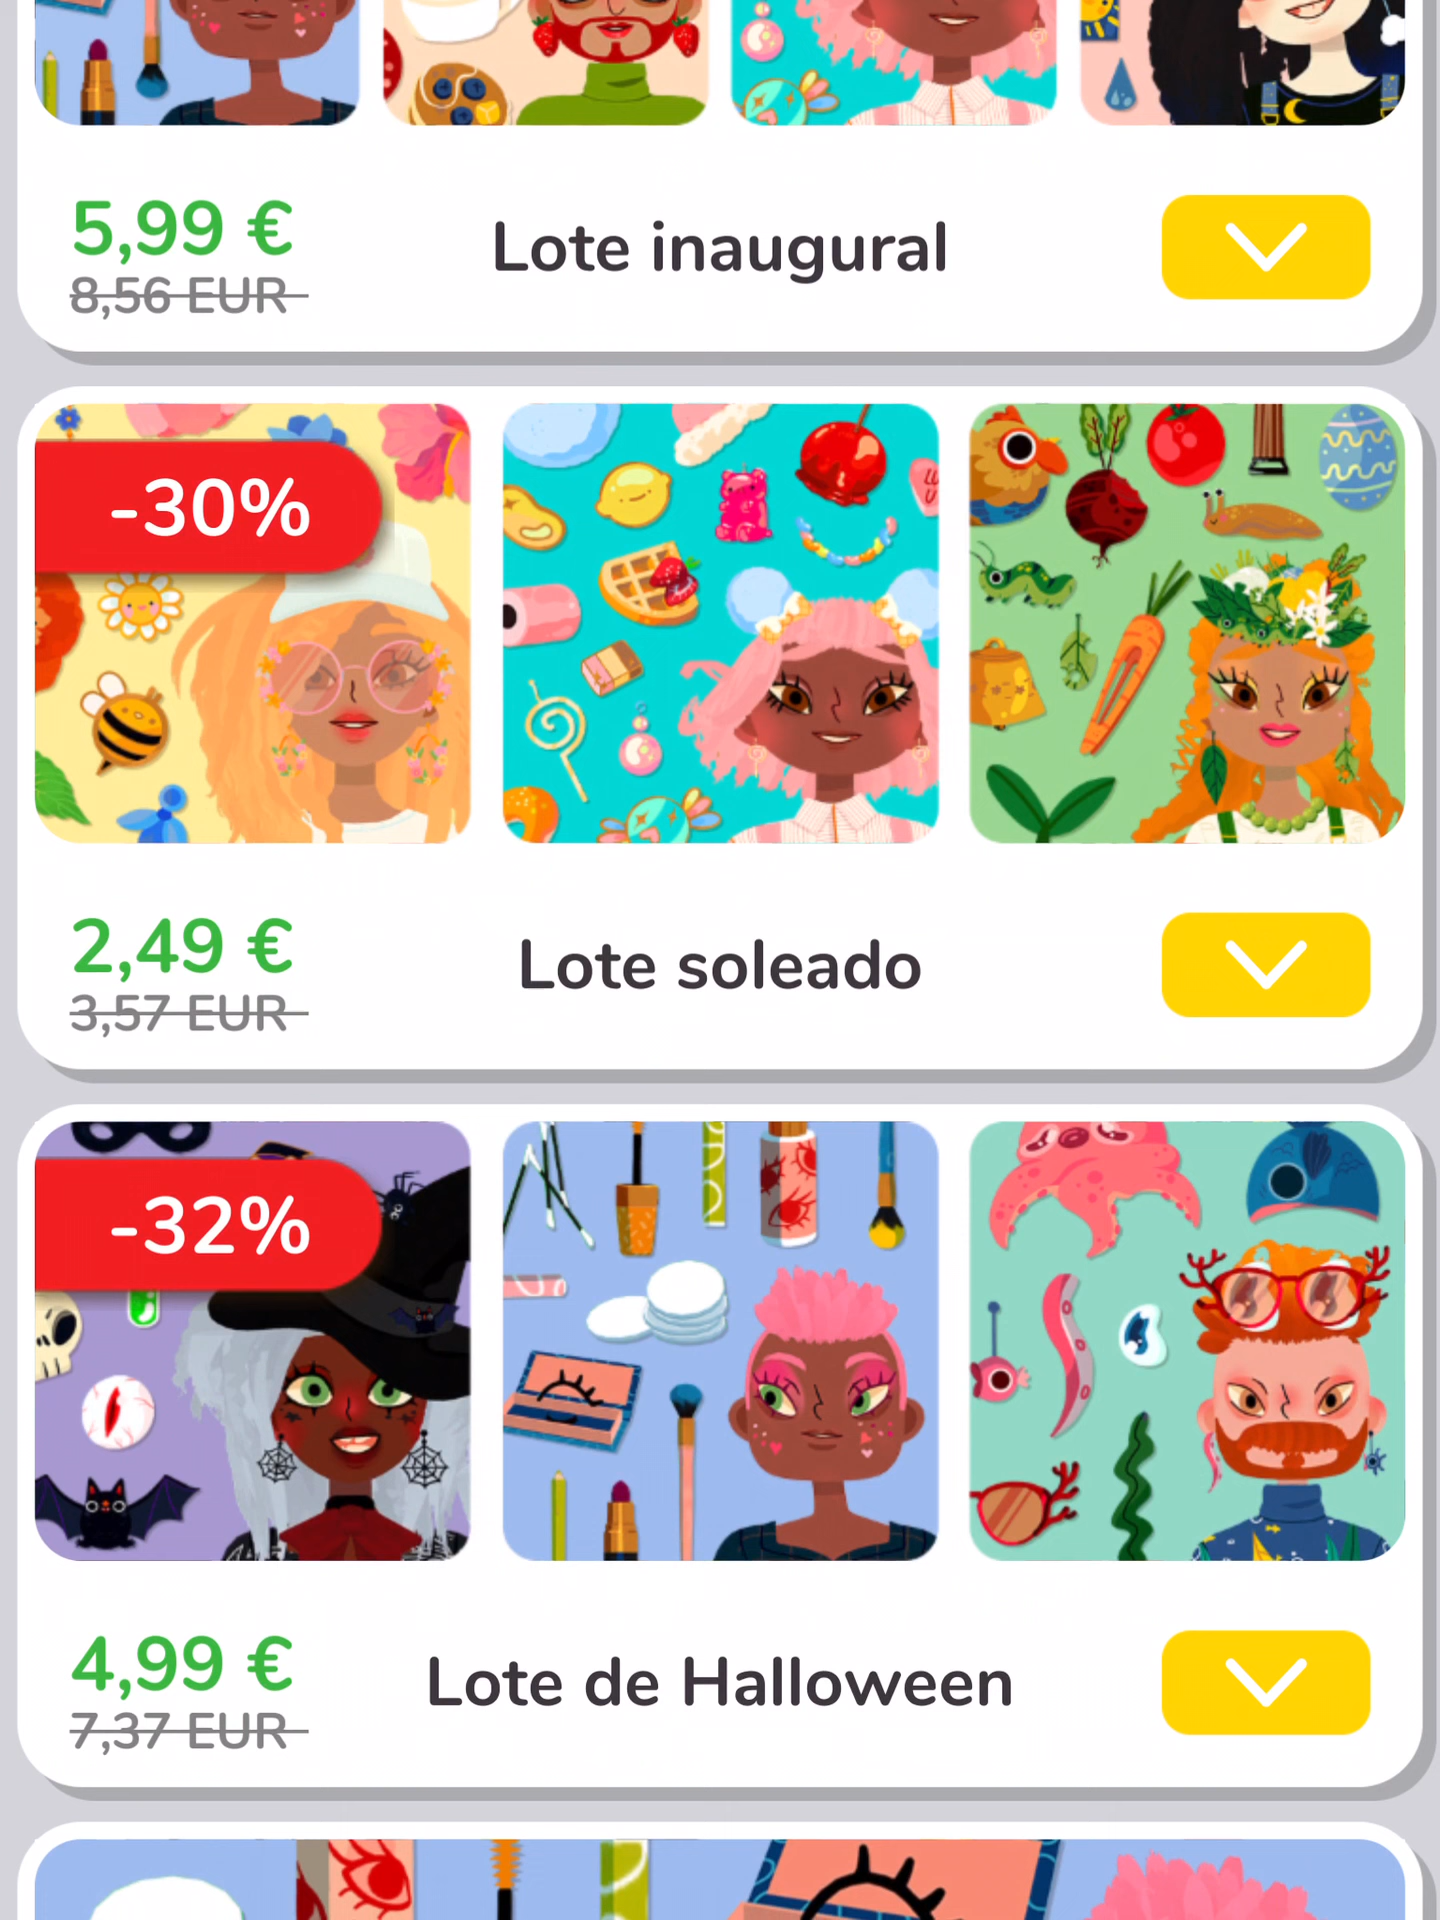 5,99 €
8,56 EUR
Lote inaugural
-30%
2,49 €
3,57 EUR
Lote soleado
-32%
4,99 €
7,37 EUR
Lote de Halloween